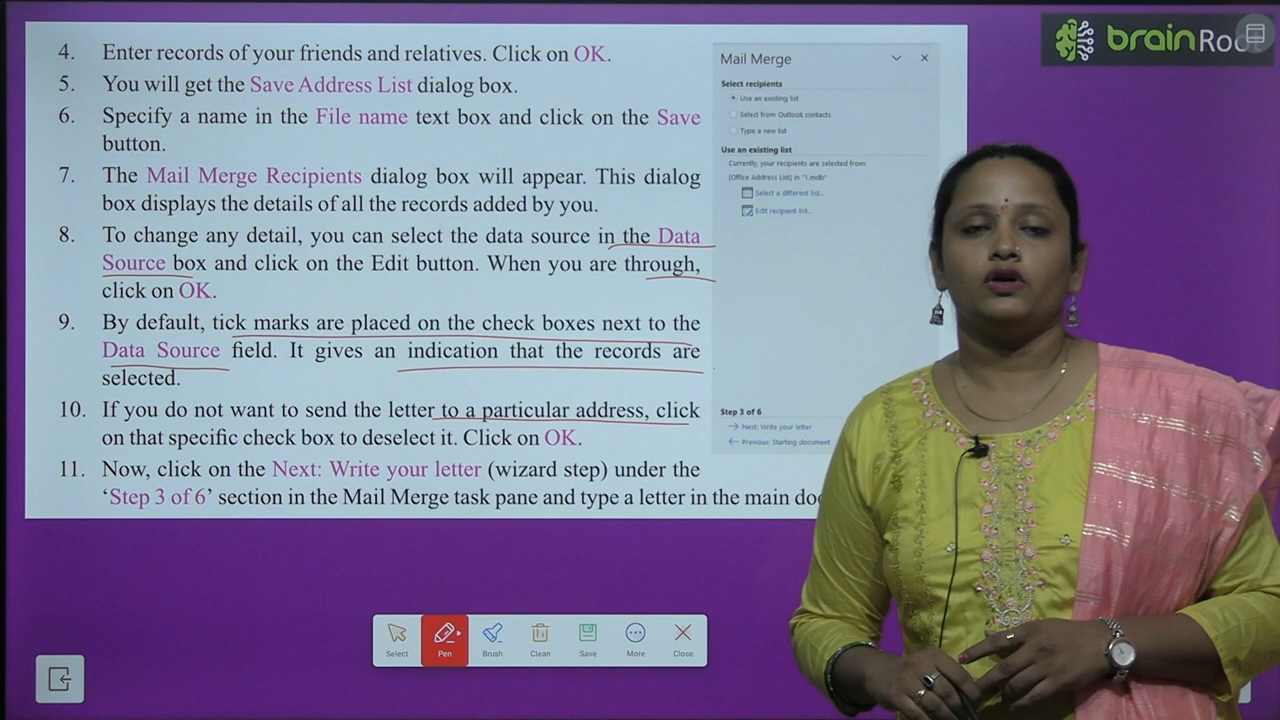 4. Enter records of your friends and relatives. Click on OK.
5. You will get the Save Address List dialog box.
6. Specify a name in the File name text box and click on the Save
button.
7. The Mail Merge Recipients dialog box will appear. This dialog
box displays the details of all the records added by you.
8. To change any detail, you can select the data source in the Data
Source box and click on the Edit button. When you are through,
click on OK.
9. By default, tick marks are placed on the check boxes next to the
Data Source field. It gives an indication that the records are
selected.
10. If you do not want to send the letter to a particular address, click
on that specific check box to deselect it. Click on OK.
11. Now, click on the Next: Write your letter (wizard step) under the
‘Step 3 of 6’ section in the Mail Merge task pane and type a letter in the main
Mail Merge
Select recipients
Use an existing list
Select from Outlook contacts
Type a new list
Use an existing list
Currently, your recipients are selected from:
[Office Address List] in "1.mdb"
Select a different list...
Edit recipient list...
Step 3 of 6
Next: Write your letter
Previous: Starting document
brain
Select Pen Brush Clean Save More Close